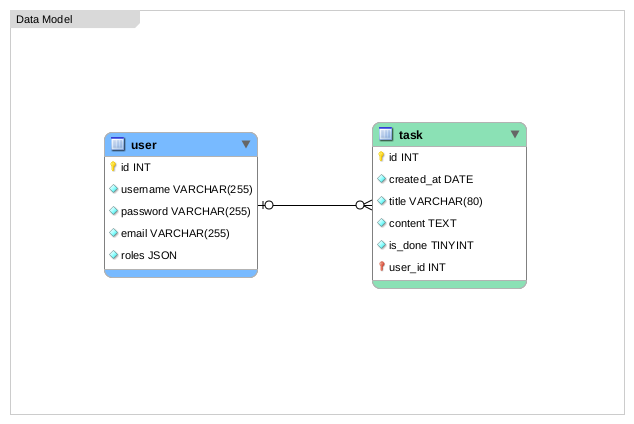 Data Model
user
id INT
username VARCHAR(255)
password VARCHAR(255)
email VARCHAR(255)
roles JSON
task
id INT
created_at DATE
title VARCHAR(80)
content TEXT
is_done TINYINT
user_id INT